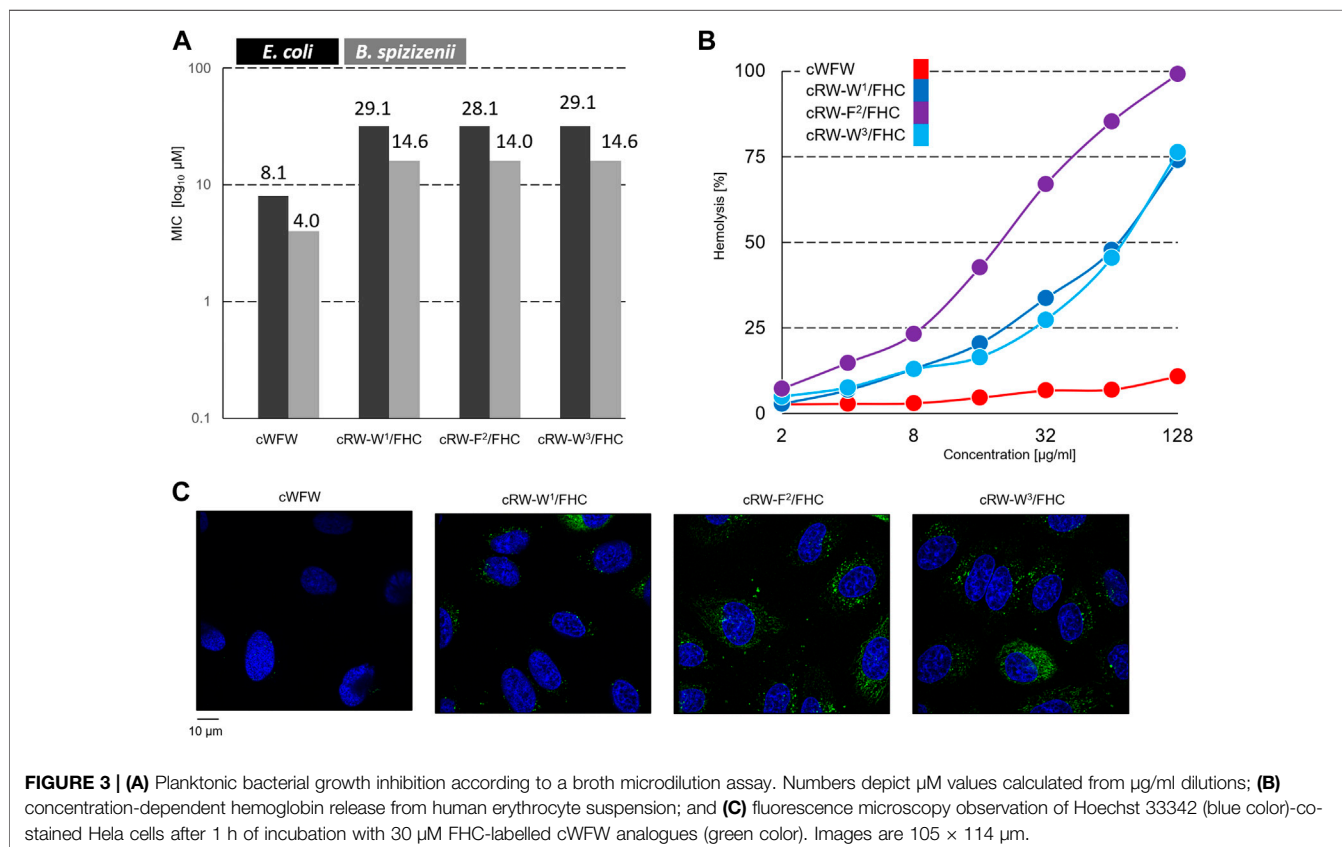 A
E. coli
B. spizizenii
100
10
1
0.1
MIC [log₁₀ µM]
8.1
4.0
29.1
14.6
28.1
14.0
29.1
14.6
cWFW
cRW-W¹/FHC
cRW-F²/FHC
cRW-W³/FHC
B
cWFW
cRW-W¹/FHC
cRW-F²/FHC
cRW-W³/FHC
100
75
50
25
0
Hemolysis [%]
2
8
32
128
Concentration [µg/ml]
C
cWFW
cRW-W¹/FHC
cRW-F²/FHC
cRW-W³/FHC
10 µm
FIGURE 3 | (A) Planktonic bacterial growth inhibition according to a broth microdilution assay. Numbers depict µM values calculated from µg/ml dilutions; (B)
concentration-dependent hemoglobin release from human erythrocyte suspension; and (C) fluorescence microscopy observation of Hoechst 33342 (blue color)-co-
stained Hela cells after 1 h of incubation with 30 µM FHC-labelled cWFW analogues (green color). Images are 105 × 114 µm.